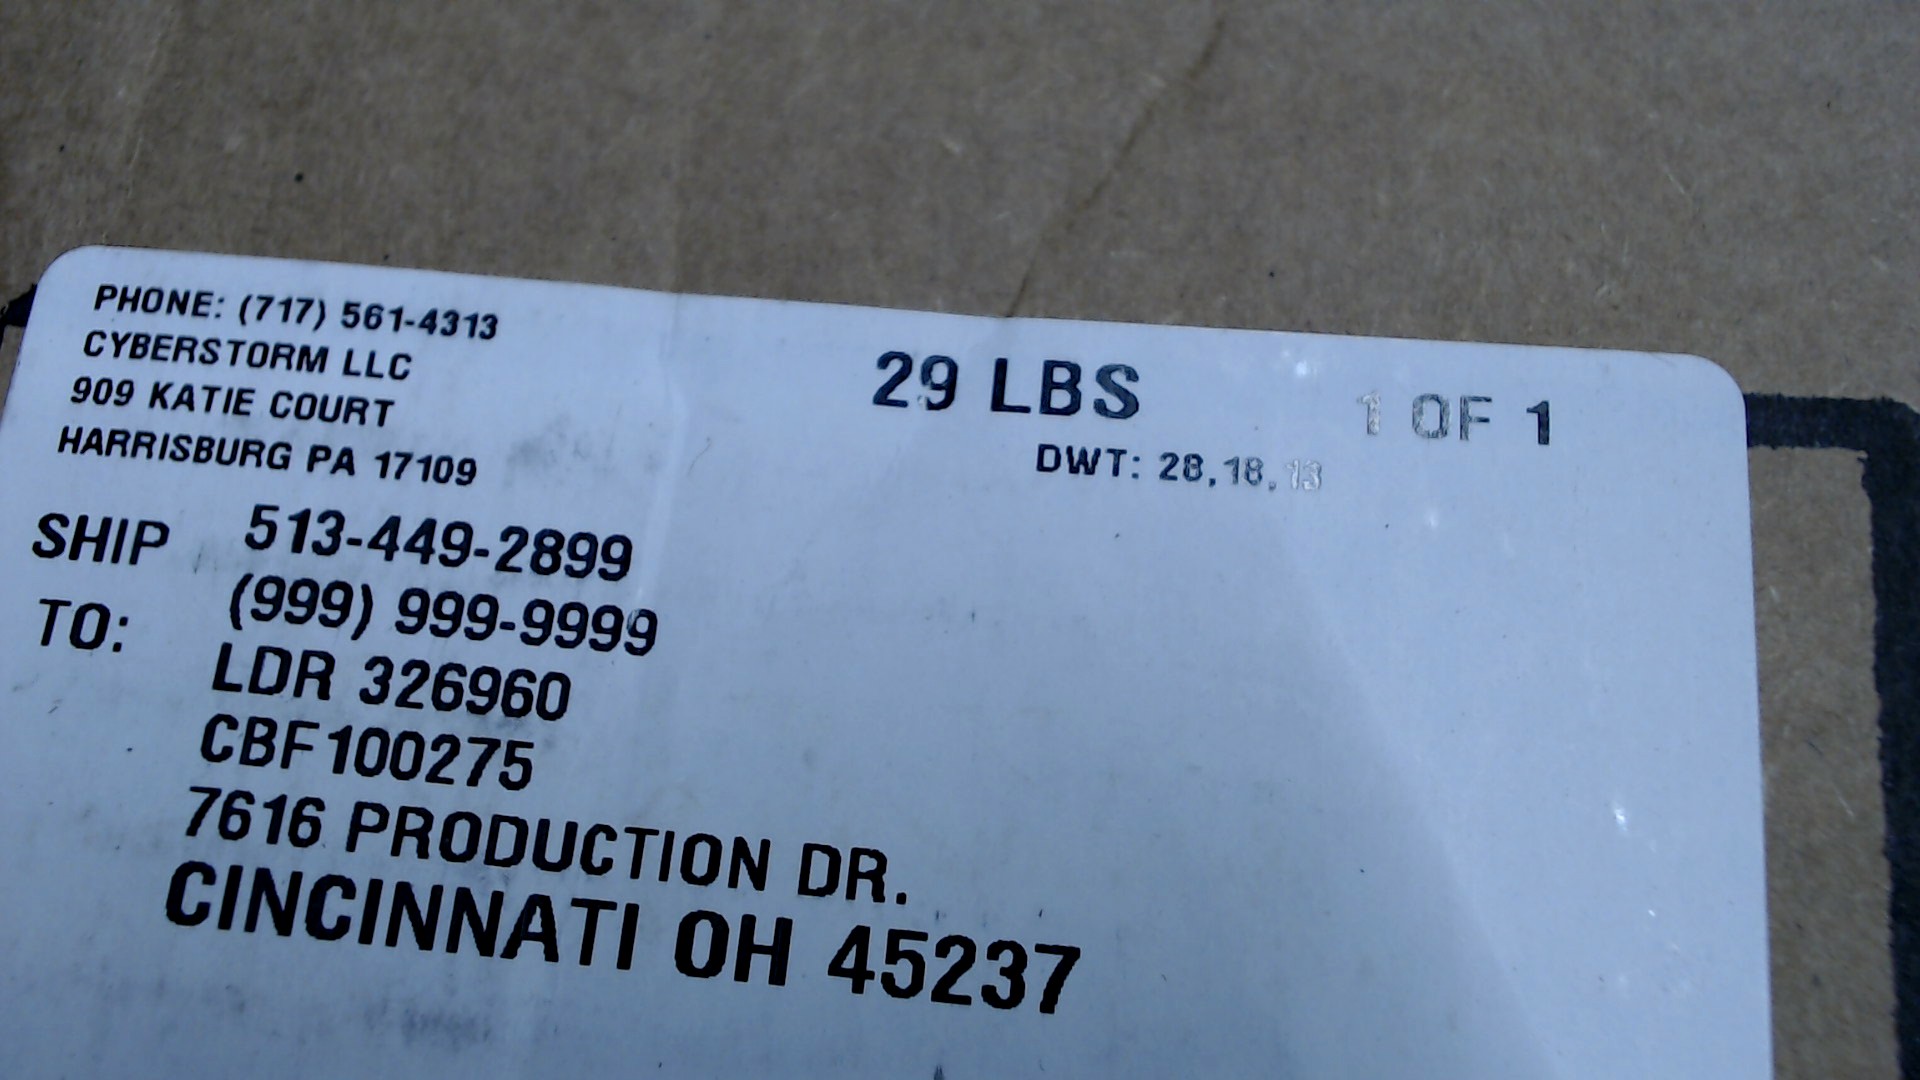 PHONE: (717) 561-4313
CYBERSTORM LLC
909 KATIE COURT
HARRISBURG PA 17109
29 LBS
1 OF 1
DWT: 28,18,13
SHIP
TO:
513-449-2899
(999) 999-9999
LDR 326960
CBF100275
7616 PRODUCTION DR.
CINCINNATI OH 45237